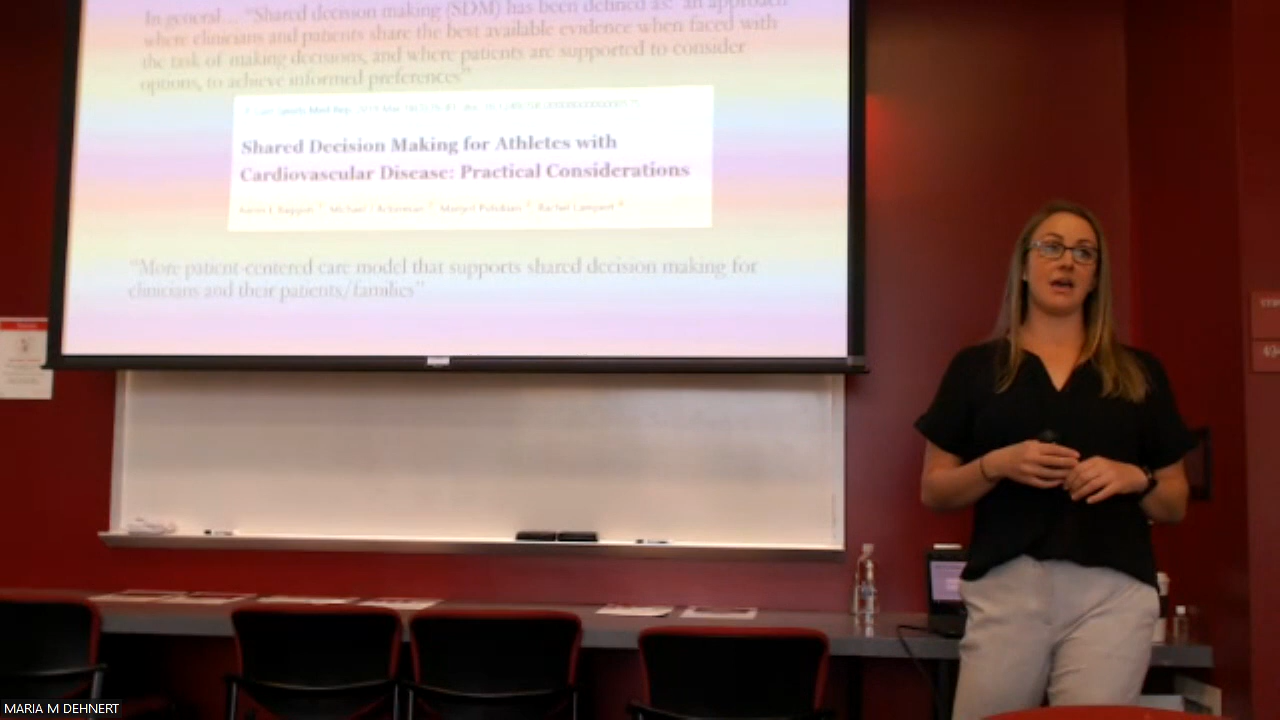 In general... “Shared decision making (SDM) has been defined as: an approach
where clinicians and patients share the best available evidence when faced with
the task of making decisions, and where patients are supported to consider
options, to achieve informed preferences”
Shared Decision Making for Athletes with
Cardiovascular Disease: Practical Considerations
“More patient-centered care model that supports shared decision making for
clinicians and their patients/families”
MARIA M DEHNERT